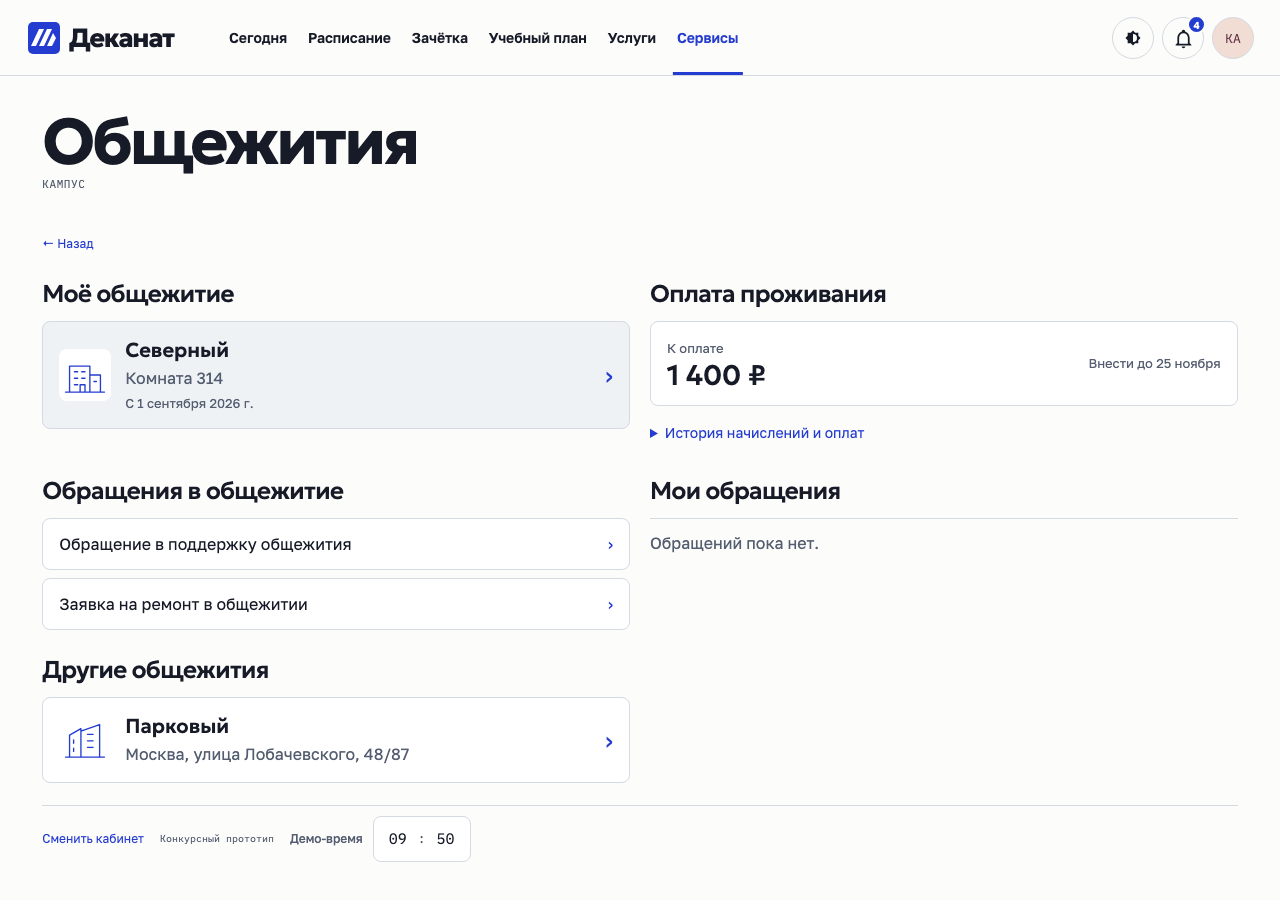 Деканат
Сегодня Расписание Зачётка Учебный план Услуги Сервисы
4
КА
Общежития
КАМПУС
← Назад
Моё общежитие
Северный
Комната 314
С 1 сентября 2026 г.
Оплата проживания
К оплате
1 400 ₽
Внести до 25 ноября
История начислений и оплат
Обращения в общежитие
Обращение в поддержку общежития
Заявка на ремонт в общежитии
Мои обращения
Обращений пока нет.
Другие общежития
Парковый
Москва, улица Лобачевского, 48/87
Сменить кабинет Конкурсный прототип Демо-время 09 : 50